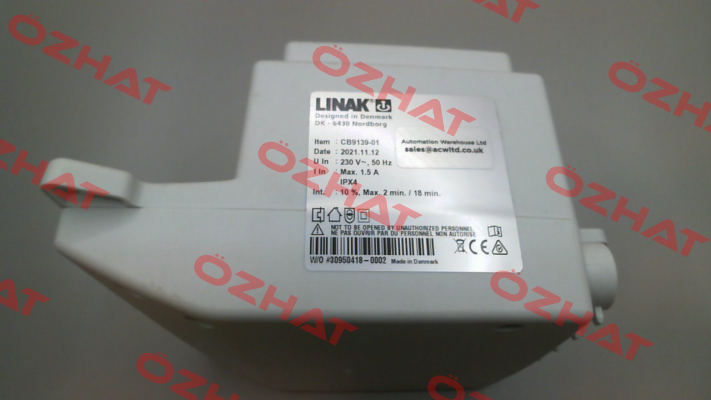 LINAK
Designed in Denmark
DK - 6430 Nordborg
Item : CB9139-01
Date : 2021.11.12
U In : 230 V~, 50 Hz
I In : Max. 1.5 A
IPX4
Int. : 10 %, Max. 2 min. / 18 min.
Automation Warehouse Ltd
sales@acwltd.co.uk
NOT TO BE OPENED BY UNAUTHORIZED PERSONNEL
NE PAS OUVRIR PAR DU PERSONNEL NON AUTORISE
W/O #30950418-0002 Made in Denmark
ÖZHAT
ÖZHAT
ÖZHAT
ÖZHAT
ÖZHAT
ÖZHAT
ÖZHAT
ÖZHAT